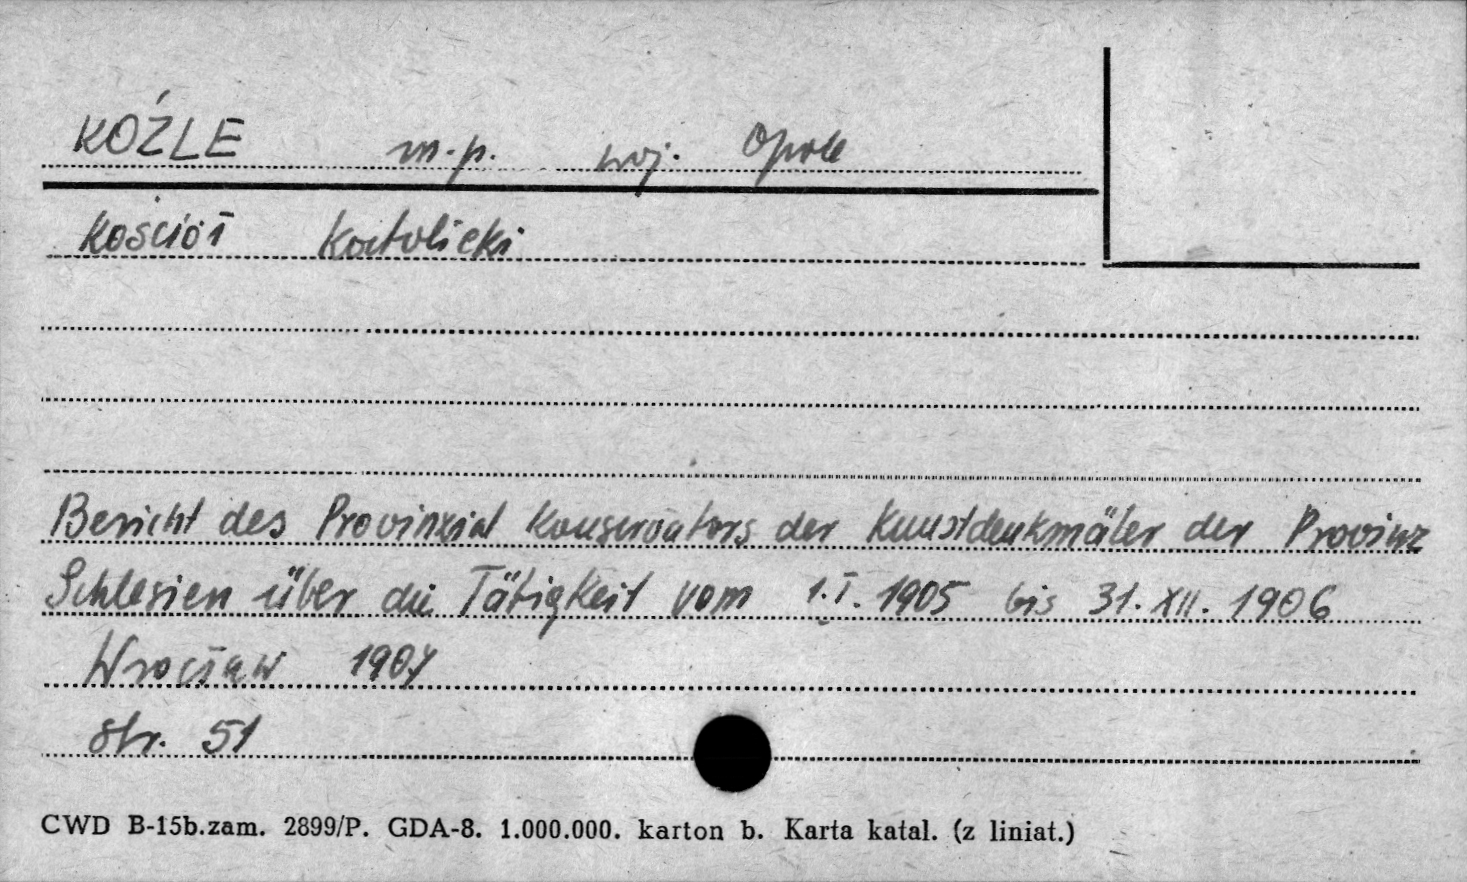 KOŹLE m.p. woj. Opole
Kościół Katolicki
Bericht des Provinzial Konservators der Kunstdenkmäler der Provinz
Schlesien über die Tätigkeit vom 1.I.1905 bis 31.XII.1906
Wrocław 1907
str. 51
CWD B-15b.zam. 2899/P. GDA-8. 1.000.000. karton b. Karta katal. (z liniat.)